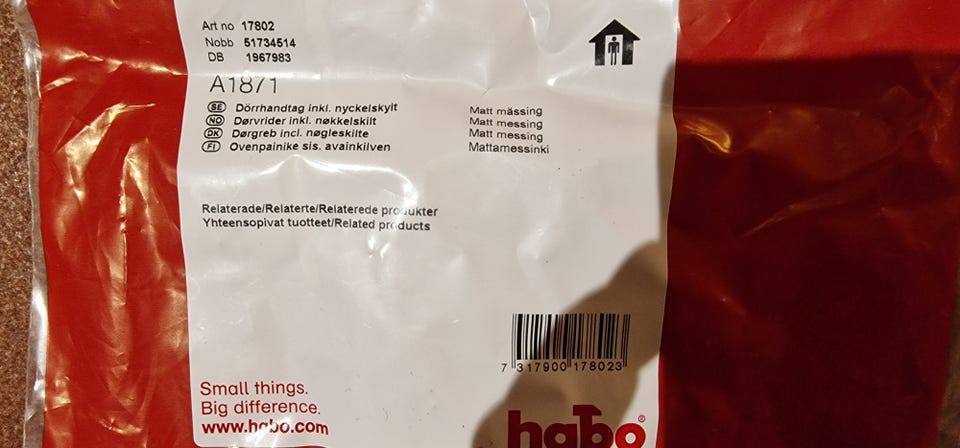 Art no 17802
Nobb 51734514
DB 1967983
A1871
SE Dörrhandtag inkl. nyckelskylt Matt mässing
NO Dørvrider inkl. nøkkelskilt Matt messing
DK Dørgreb incl. nøgleskilte Matt messing
FI Ovenpainike sis. avainkilven Mattamessinki
Relaterade/Relaterte/Relaterede produkter
Yhteensopivat tuotteet/Related products
7 317900 178023
Small things.
Big difference.
www.habo.com
habo®